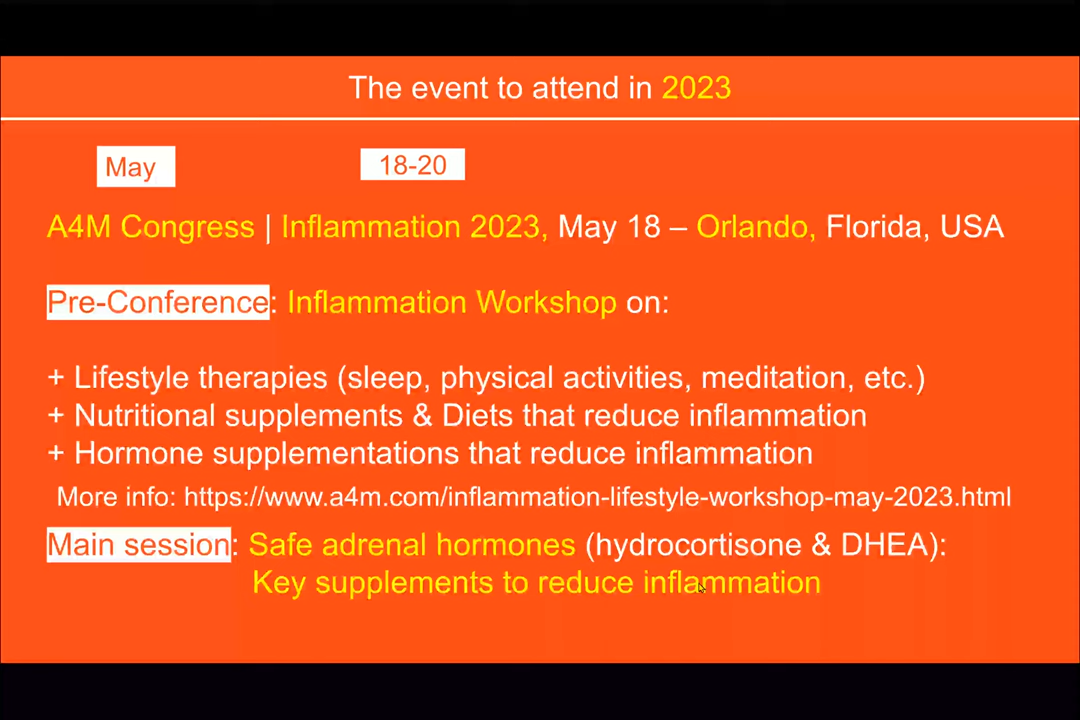 The event to attend in 2023
May 18-20
A4M Congress | Inflammation 2023, May 18 – Orlando, Florida, USA
Pre-Conference: Inflammation Workshop on:
+ Lifestyle therapies (sleep, physical activities, meditation, etc.)
+ Nutritional supplements & Diets that reduce inflammation
+ Hormone supplementations that reduce inflammation
More info: https://www.a4m.com/inflammation-lifestyle-workshop-may-2023.html
Main session: Safe adrenal hormones (hydrocortisone & DHEA):
Key supplements to reduce inflammation